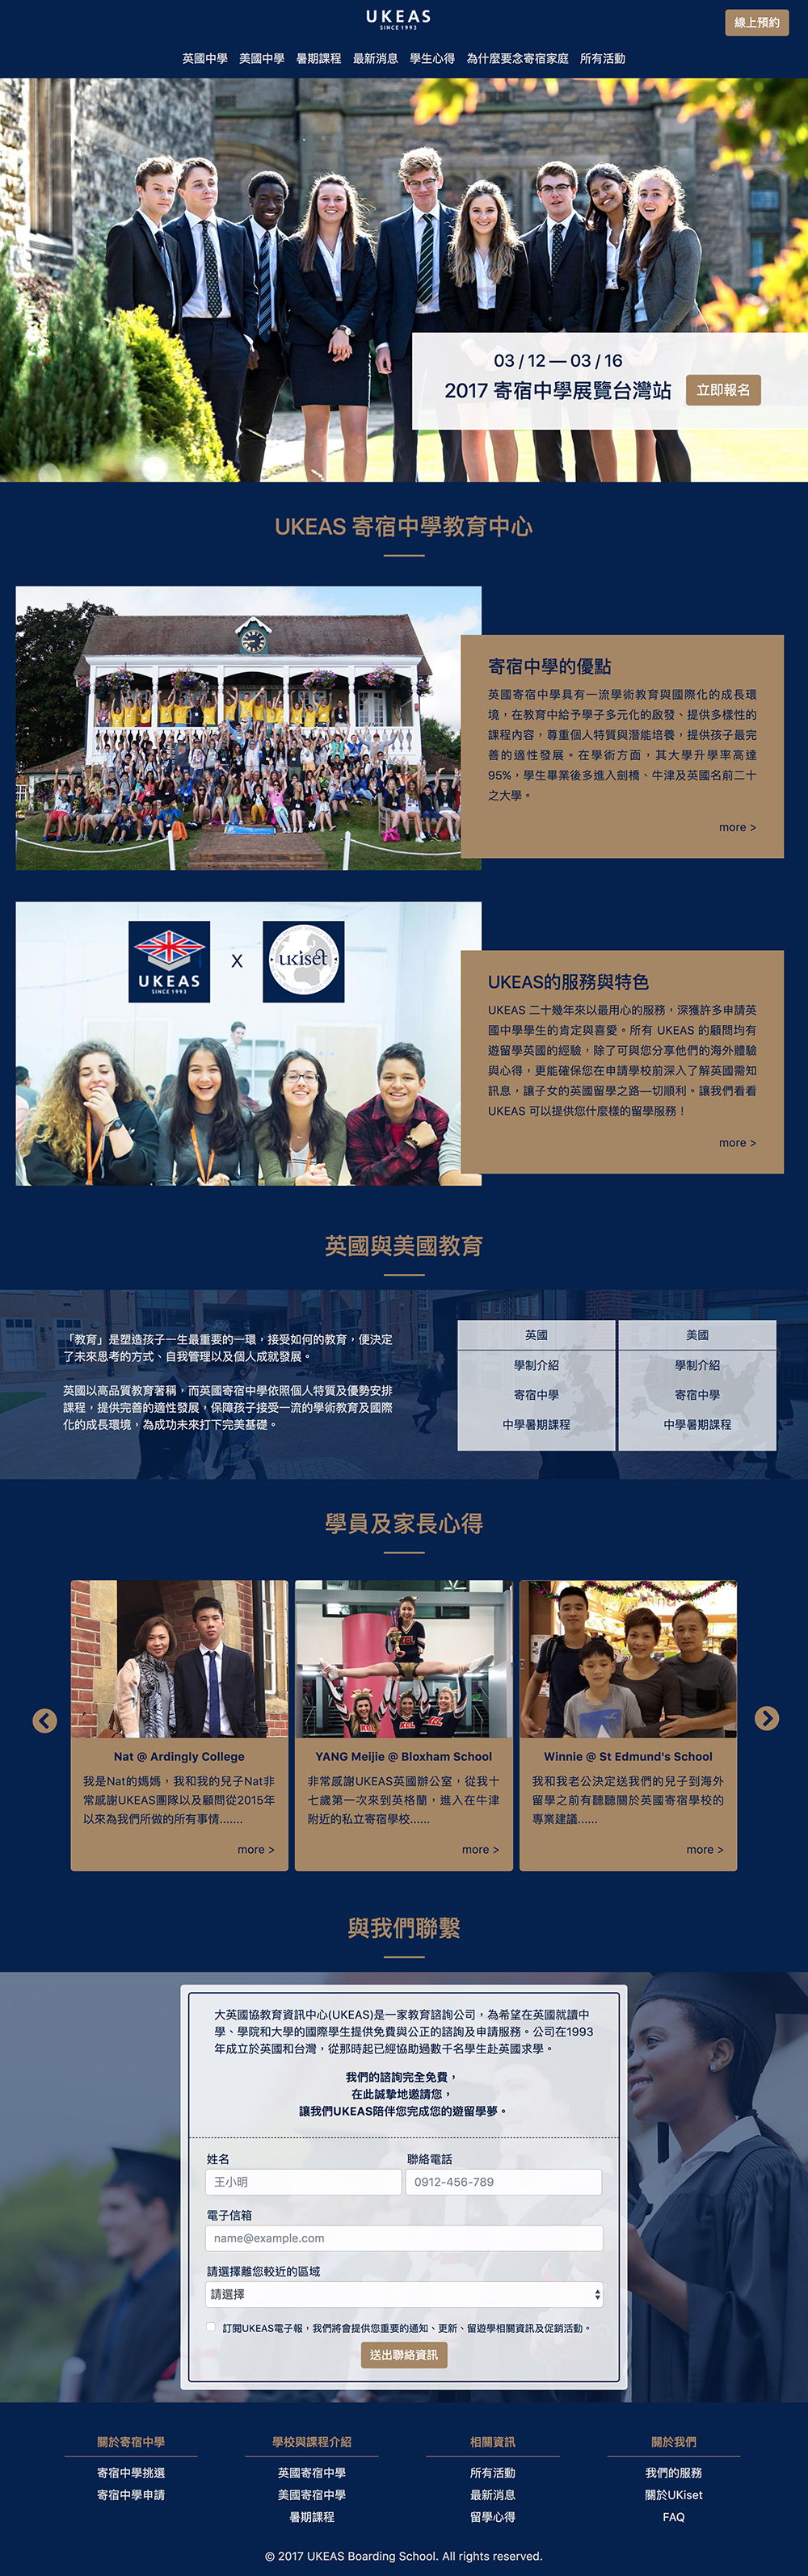 UKEAS
SINCE 1993
線上預約
英國中學 美國中學 暑期課程 最新消息 學生心得 為什麼要念寄宿家庭 所有活動
03 / 12 — 03 / 16
2017 寄宿中學展覽台灣站
立即報名
UKEAS 寄宿中學教育中心
寄宿中學的優點
英國寄宿中學具有一流學術教育與國際化的成長環
境，在教育中給予學子多元化的啟發、提供多樣性的
課程內容，尊重個人特質與潛能培養，提供孩子最完
善的適性發展。在學術方面，其大學升學率高達
95%，學生畢業後多進入劍橋、牛津及英國名前二十
之大學。
more >
UKEAS
SINCE 1993
X
ukiset
UKEAS的服務與特色
UKEAS 二十幾年來以最用心的服務，深獲許多申請英
國中學學生的肯定與喜愛。所有 UKEAS 的顧問均有
遊留學英國的經驗，除了可與您分享他們的海外體驗
與心得，更能確保您在申請學校前深入了解英國需知
訊息，讓子女的英國留學之路—切順利。讓我們看看
UKEAS 可以提供您什麼樣的留學服務！
more >
英國與美國教育
「教育」是塑造孩子一生最重要的一環，接受如何的教育，便決定
了未來思考的方式、自我管理以及個人成就發展。
英國以高品質教育著稱，而英國寄宿中學依照個人特質及優勢安排
課程，提供完善的適性發展，保障孩子接受一流的學術教育及國際
化的成長環境，為成功未來打下完美基礎。
英國
學制介紹
寄宿中學
中學暑期課程
美國
學制介紹
寄宿中學
中學暑期課程
學員及家長心得
KCL
KCL
KCL
KCL
Nat @ Ardingly College
我是Nat的媽媽，我和我的兒子Nat非
常感謝UKEAS團隊以及顧問從2015年
以來為我們所做的所有事情.......
more >
YANG Meijie @ Bloxham School
非常感謝UKEAS英國辦公室，從我十
七歲第一次來到英格蘭，進入在牛津
附近的私立寄宿學校......
more >
Winnie @ St Edmund's School
我和我老公決定送我們的兒子到海外
留學之前有聽聽關於英國寄宿學校的
專業建議......
more >
與我們聯繫
大英國協教育資訊中心(UKEAS)是一家教育諮詢公司，為希望在英國就讀中
學、學院和大學的國際學生提供免費與公正的諮詢及申請服務。公司在1993
年成立於英國和台灣，從那時起已經協助過數千名學生赴英國求學。
我們的諮詢完全免費，
在此誠摯地邀請您，
讓我們UKEAS陪伴您完成您的遊留學夢。
姓名
王小明
聯絡電話
0912-456-789
電子信箱
name@example.com
請選擇離您較近的區域
請選擇
訂閱UKEAS電子報，我們將會提供您重要的通知、更新、留遊學相關資訊及促銷活動。
送出聯絡資訊
關於寄宿中學
寄宿中學挑選
寄宿中學申請
學校與課程介紹
英國寄宿中學
美國寄宿中學
暑期課程
相關資訊
所有活動
最新消息
留學心得
關於我們
我們的服務
關於UKiset
FAQ
© 2017 UKEAS Boarding School. All rights reserved.